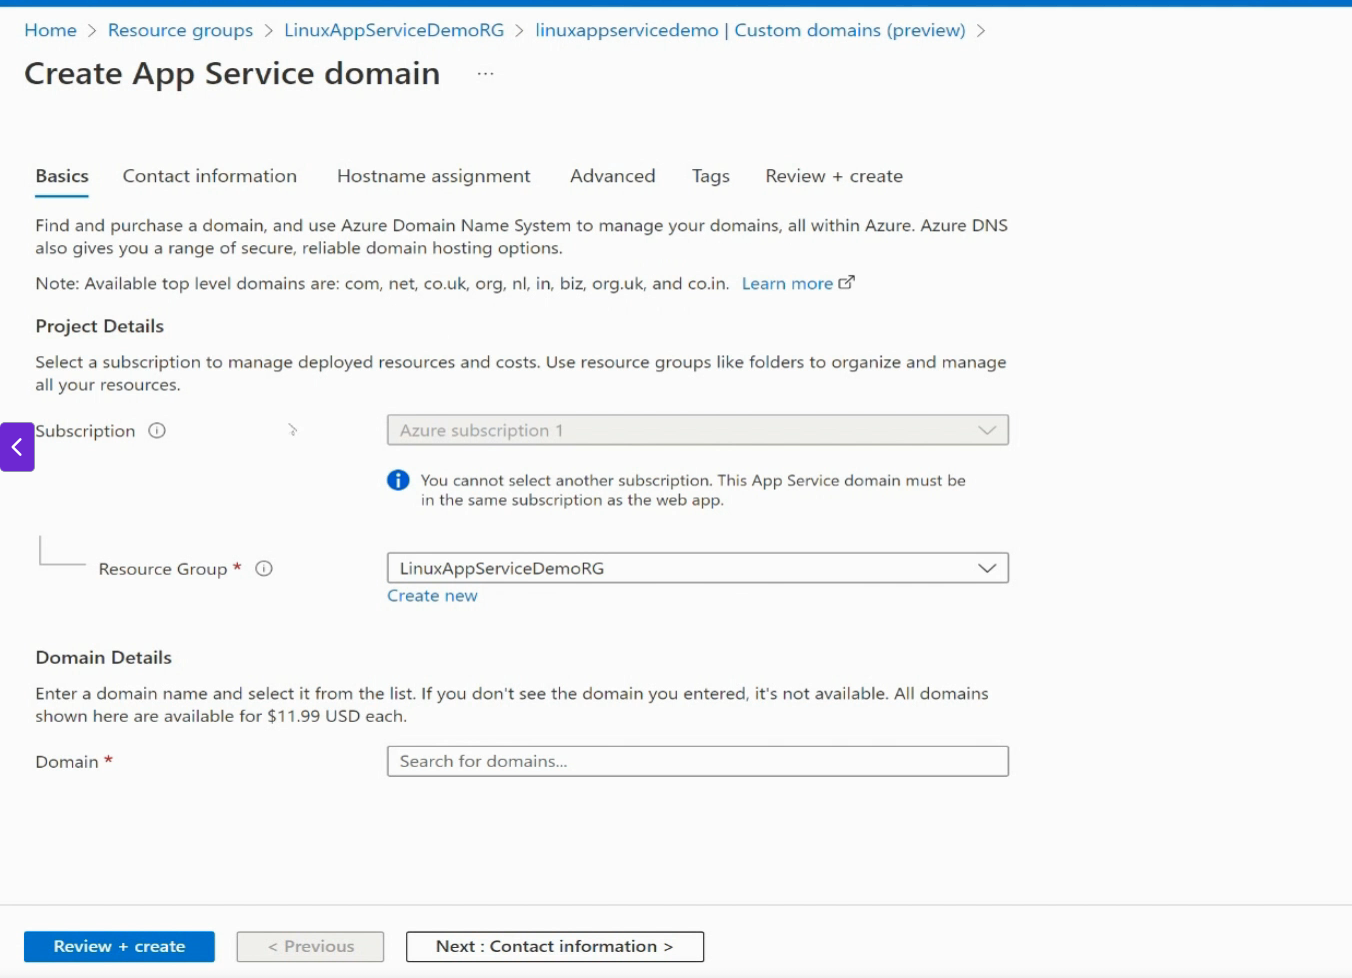 Home > Resource groups > LinuxAppServiceDemoRG > linuxappservicedemo | Custom domains (preview) >
Create App Service domain ...
Basics Contact information Hostname assignment Advanced Tags Review + create
Find and purchase a domain, and use Azure Domain Name System to manage your domains, all within Azure. Azure DNS
also gives you a range of secure, reliable domain hosting options.
Note: Available top level domains are: com, net, co.uk, org, nl, in, biz, org.uk, and co.in. Learn more
Project Details
Select a subscription to manage deployed resources and costs. Use resource groups like folders to organize and manage
all your resources.
Subscription
Azure subscription 1
You cannot select another subscription. This App Service domain must be
in the same subscription as the web app.
Resource Group *
LinuxAppServiceDemoRG
Create new
Domain Details
Enter a domain name and select it from the list. If you don't see the domain you entered, it's not available. All domains
shown here are available for $11.99 USD each.
Domain *
Search for domains...
Review + create < Previous Next : Contact information >